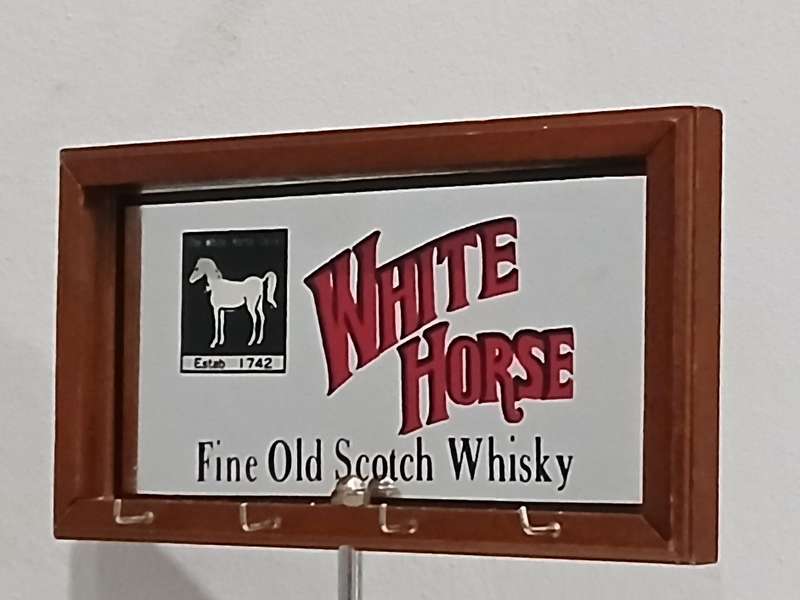 Estab 1742
WHITE
HORSE
Fine Old Scotch Whisky